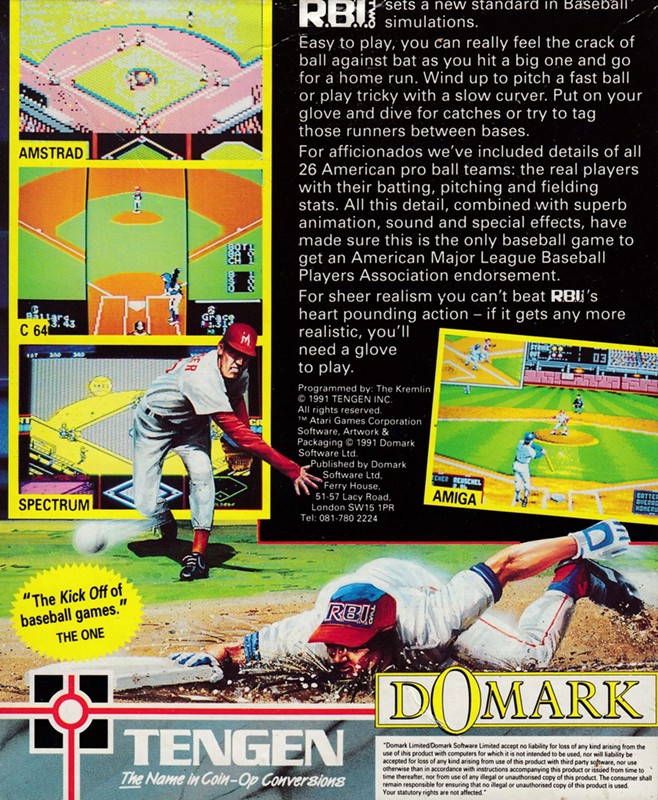 R.B.I. TWO sets a new standard in Baseball
simulations.
Easy to play, you can really feel the crack of
ball against bat as you hit a big one and go
for a home run. Wind up to pitch a fast ball
or play tricky with a slow curver. Put on your
glove and dive for catches or try to tag
those runners between bases.
For afficionados we've included details of all
26 American pro ball teams: the real players
with their batting, pitching and fielding
stats. All this detail, combined with superb
animation, sound and special effects, have
made sure this is the only baseball game to
get an American Major League Baseball
Players Association endorsement.
For sheer realism you can't beat R.B.I.'s
heart pounding action – if it gets any more
realistic, you'll
need a glove
to play.
Programmed by: The Kremlin
© 1991 TENGEN INC.
All rights reserved.
™ Atari Games Corporation
Software, Artwork &
Packaging © 1991 Domark
Software Ltd.
Published by Domark
Software Ltd,
Ferry House,
51-57 Lacy Road,
London SW15 1PR
Tel: 081-780 2224
AMSTRAD
Ballard
Grace
C 64
SPECTRUM
M
03
REUSCHEL
AMIGA
"The Kick Off of
baseball games."
THE ONE
R.B.I. TWO
TENGEN
The Name in Coin-Op Conversions
DOMARK
"Domark Limited/Domark Software Limited accept no liability for loss of any kind arising from the
use of this product with computers for which it is not intended to be used, nor will liability be
accepted for loss of any kind arising from use of this product with third party software, nor use
otherwise than in accordance with instructions accompanying this product or issued from time to
time thereafter, nor from use of any illegal or unauthorised copy of this product. The consumer shall
remain responsible for ensuring that no illegal or unauthorised copy of this product is used.
Your statutory rights are not affected."